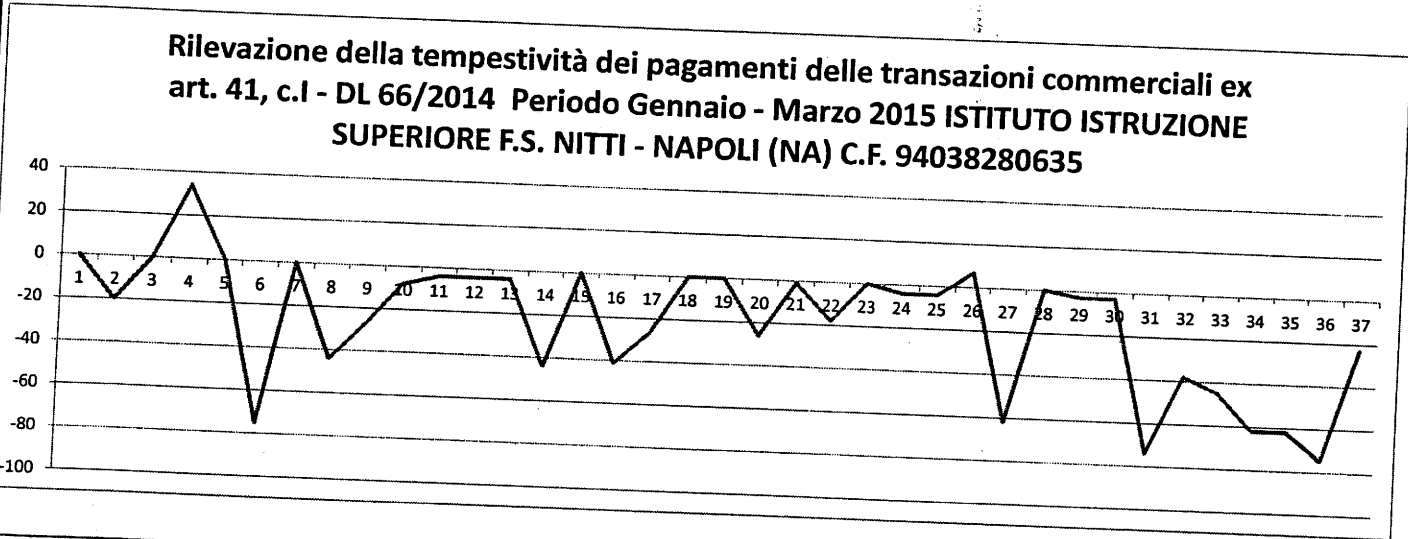 Rilevazione della tempestività dei pagamenti delle transazioni commerciali ex
art. 41, c.I - DL 66/2014 Periodo Gennaio - Marzo 2015 ISTITUTO ISTRUZIONE
SUPERIORE F.S. NITTI - NAPOLI (NA) C.F. 94038280635
40
20
0
-20
-40
-60
-80
-100
1 2 3 4 5 6 7 8 9 10 11 12 13 14 15 16 17 18 19 20 21 22 23 24 25 26 27 28 29 30 31 32 33 34 35 36 37